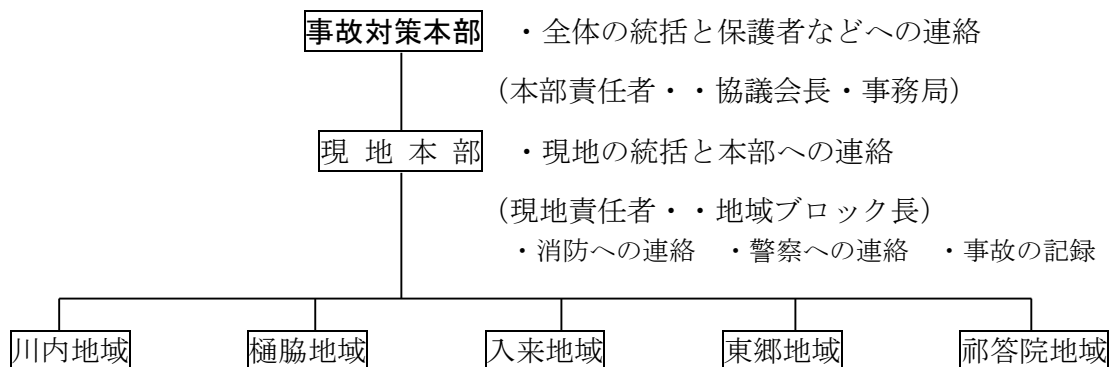 事故対策本部 ・全体の統括と保護者などへの連絡
(本部責任者・・協議会長・事務局)
現地本部 ・現地の統括と本部への連絡
(現地責任者・・地域ブロック長)
・消防への連絡 ・警察への連絡 ・事故の記録
川内地域 樋脇地域 入来地域 東郷地域 祁答院地域